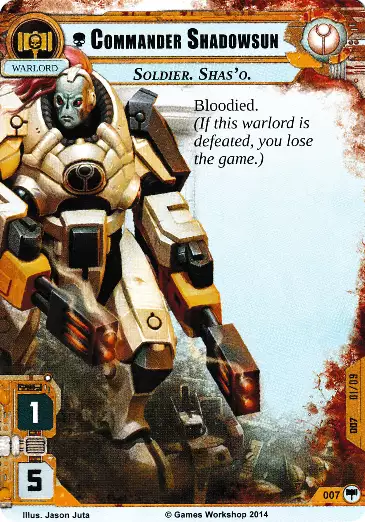 COMMANDER SHADOWSUN
WARLORD
SOLDIER. SHAS'O.
Bloodied.
(If this warlord is
defeated, you lose
the game.)
1
5
007 01/09
007
Illus. Jason Juta
© Games Workshop 2014